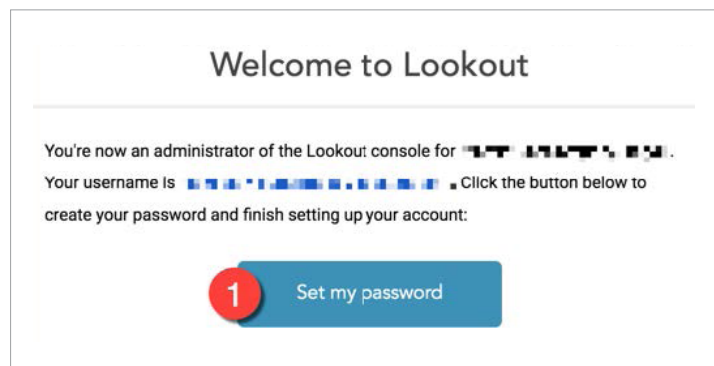 Welcome to Lookout
You're now an administrator of the Lookout console for .
Your username is . Click the button below to
create your password and finish setting up your account:
1 Set my password